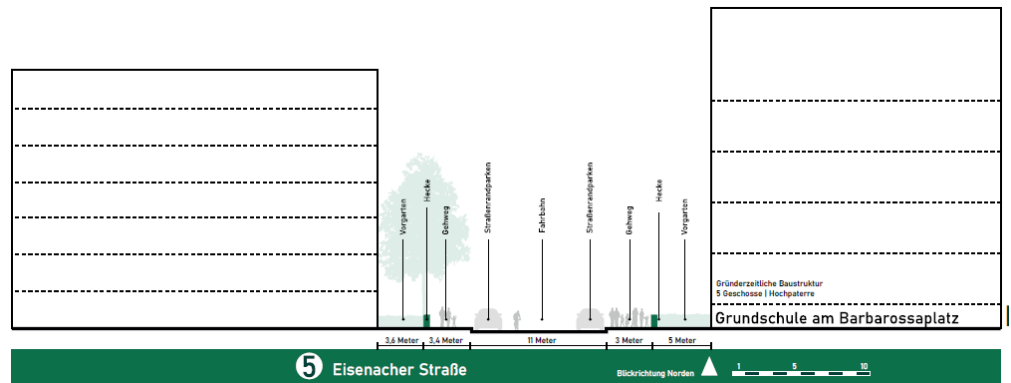 Vorgarten
Hecke
Gehweg
Straßenrandparken
Fahrbahn
Straßenrandparken
Gehweg
Hecke
Vorgarten
Gründerzeitliche Baustruktur
5 Geschosse | Hochpaterre
Grundschule am Barbarossaplatz
3,6 Meter
3,4 Meter
11 Meter
3 Meter
5 Meter
5 Eisenacher Straße
Blickrichtung Norden
1 5 10